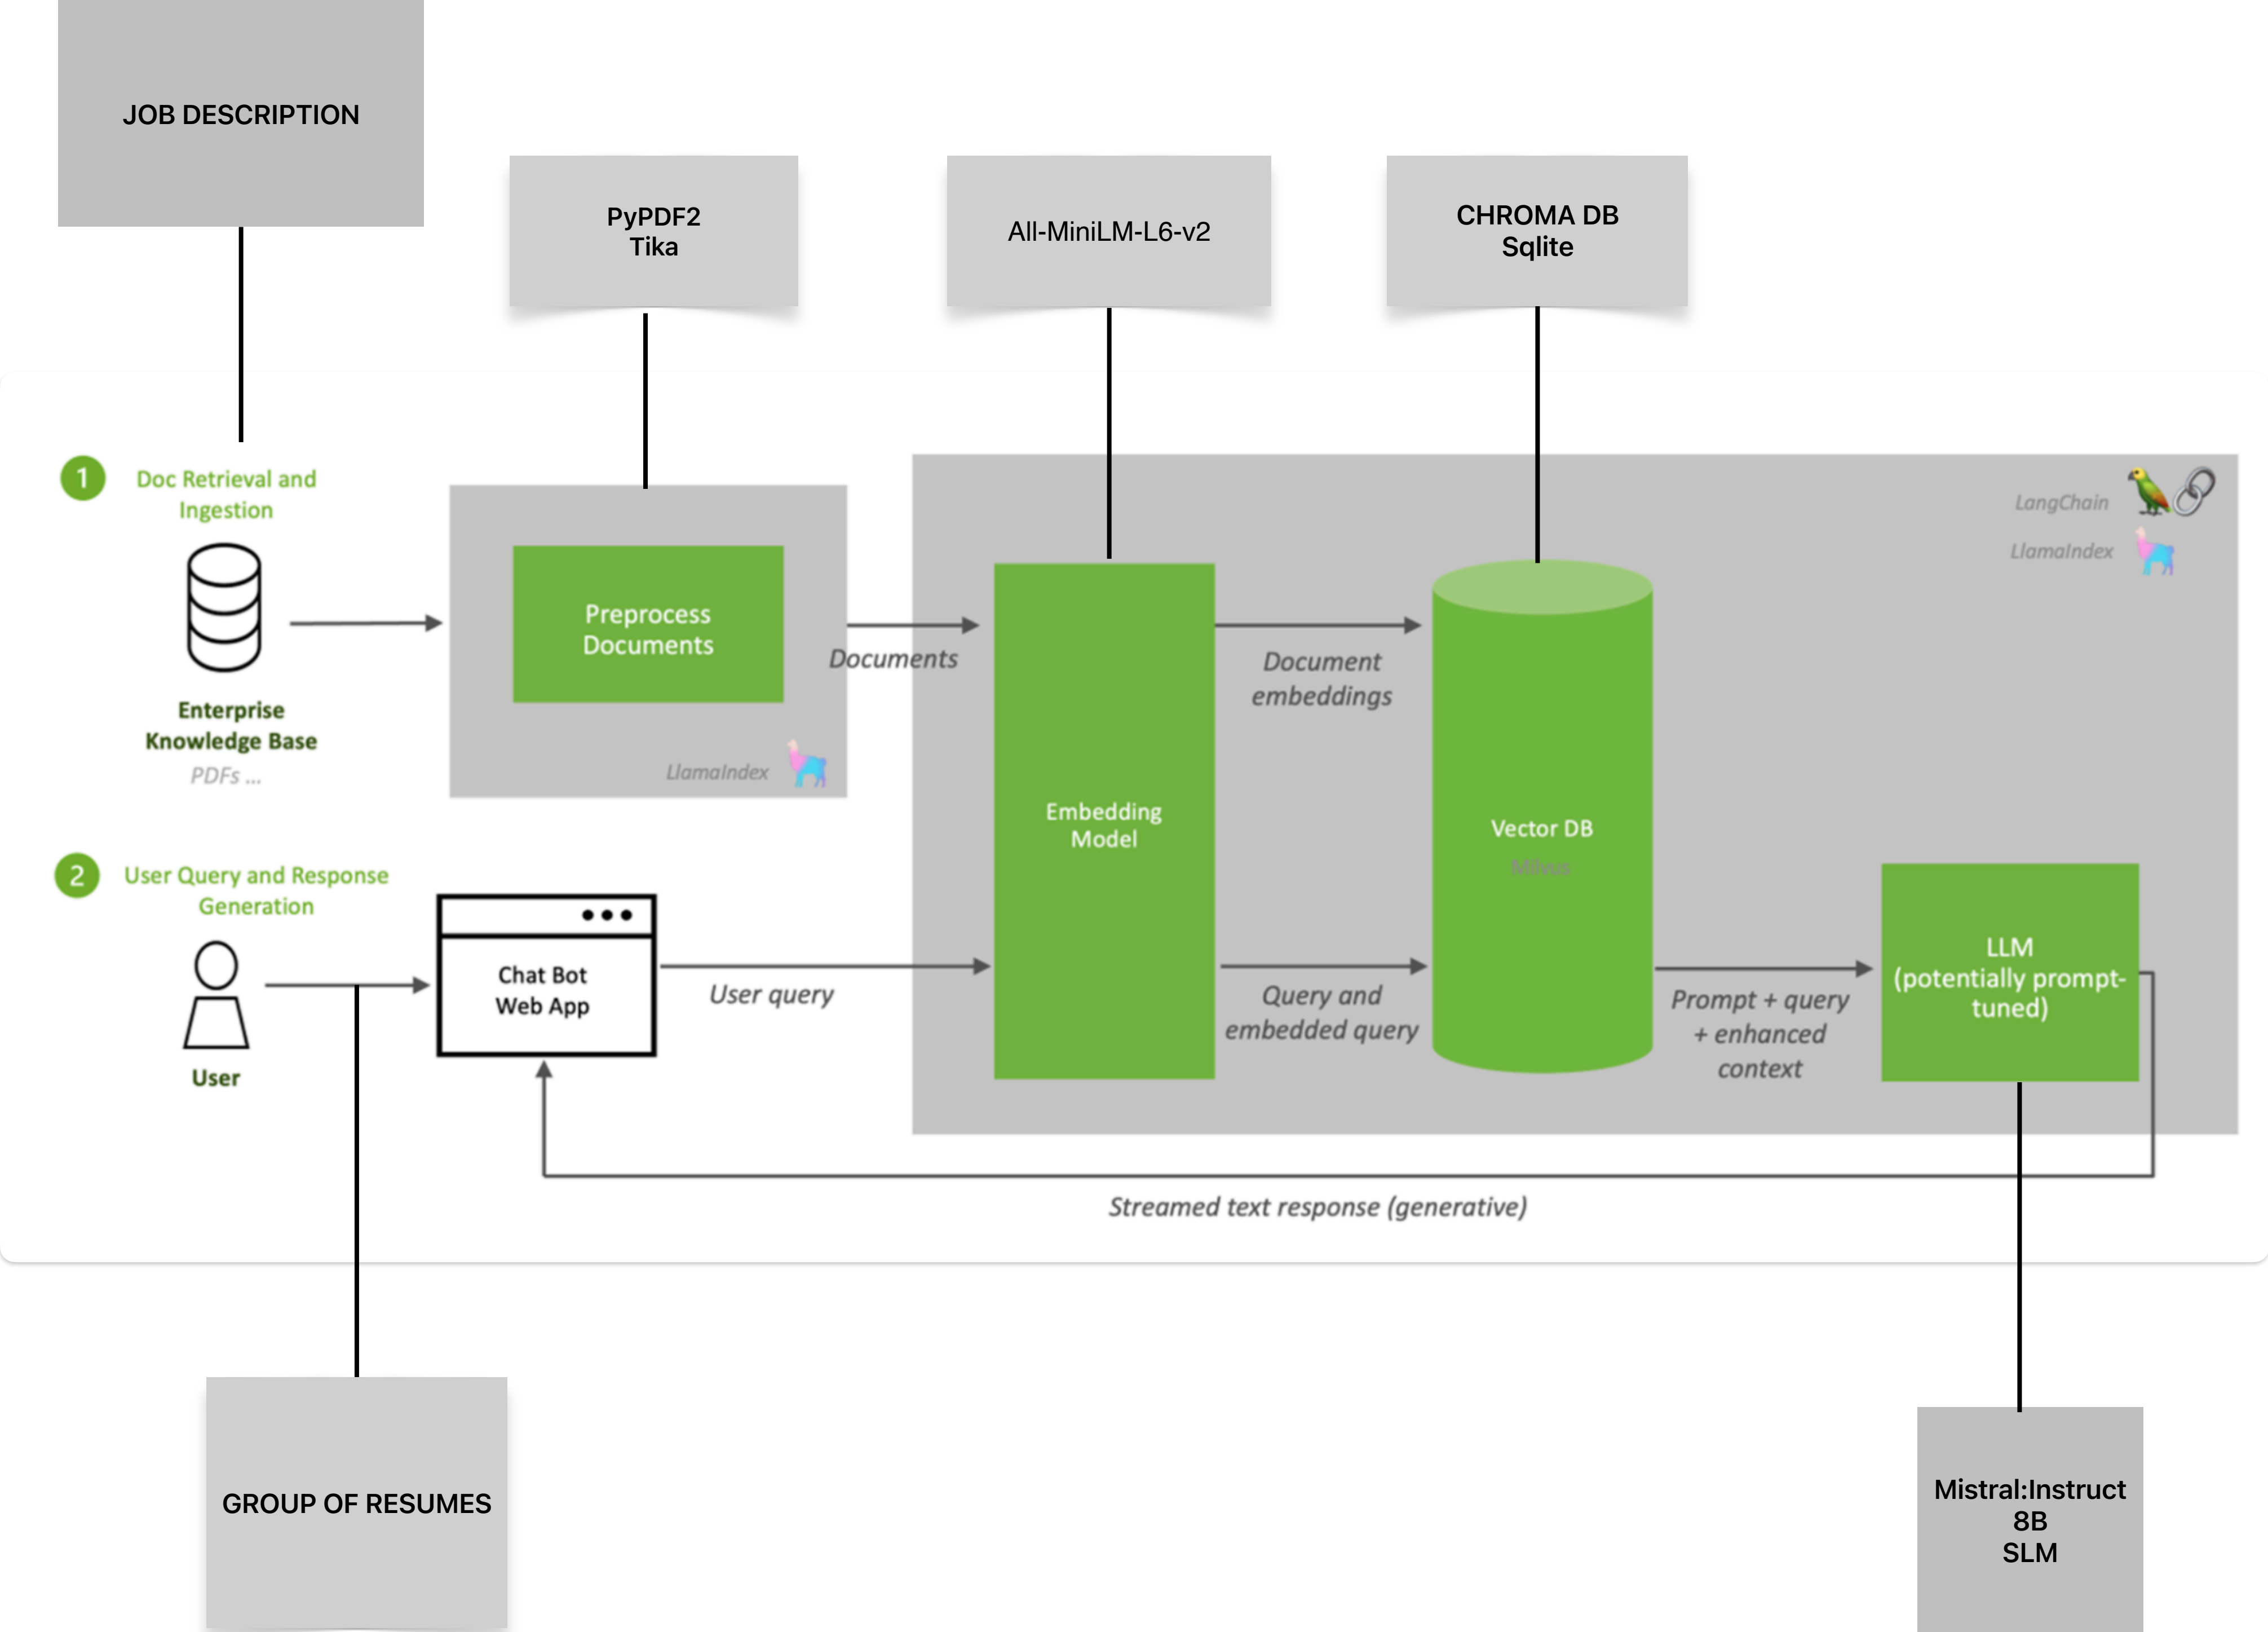 JOB DESCRIPTION
PyPDF2
Tika
All-MiniLM-L6-v2
CHROMA DB
Sqlite
1
Doc Retrieval and
Ingestion
Enterprise
Knowledge Base
PDFs ...
Preprocess
Documents
LlamaIndex
Documents
Embedding
Model
Document
embeddings
Vector DB
Milvus
LangChain
LlamaIndex
2
User Query and Response
Generation
User
Chat Bot
Web App
User query
Query and
embedded query
Prompt + query
+ enhanced
context
LLM
(potentially prompt-
tuned)
Streamed text response (generative)
GROUP OF RESUMES
Mistral:Instruct
8B
SLM